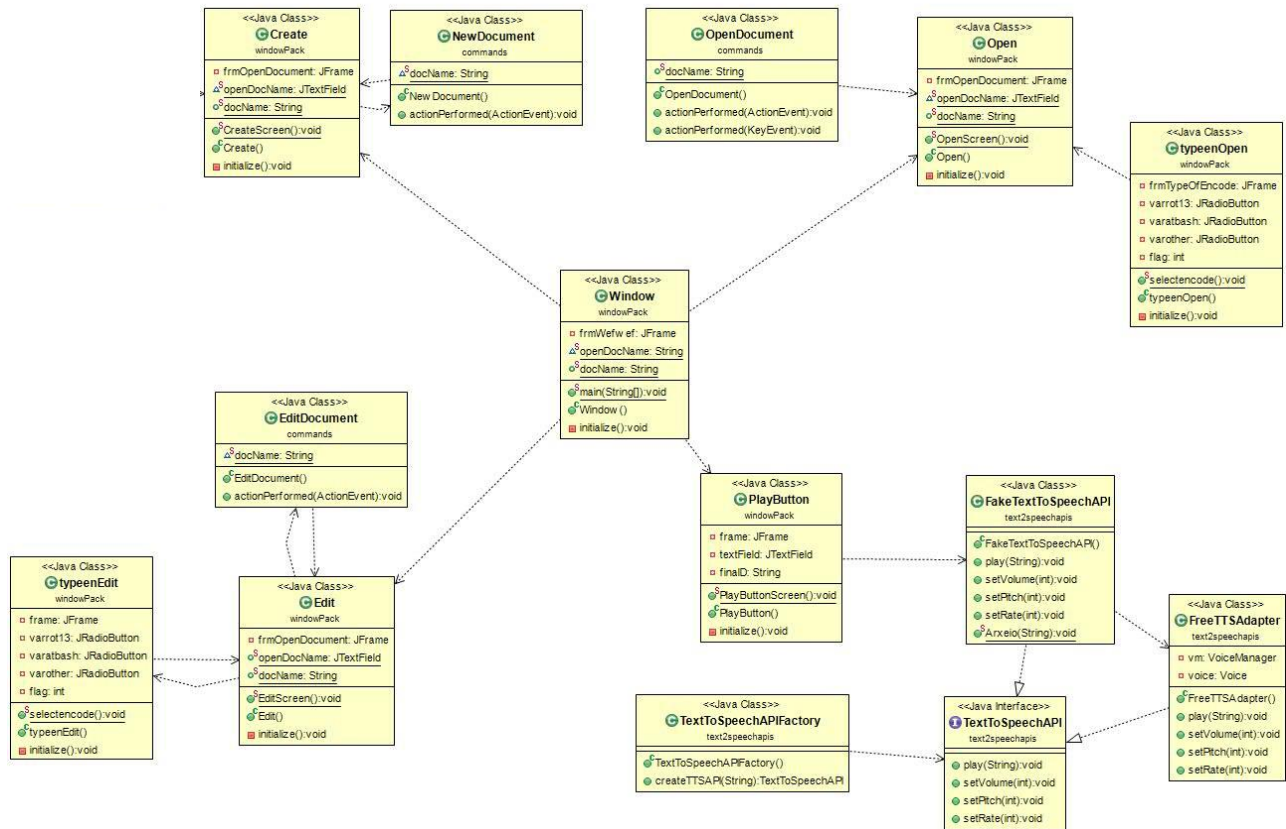 <<Java Class>>
Create
windowPack
frmOpenDocument: JFrame
openDocName: JTextField
docName: String
CreateScreen():void
Create()
initialize():void
<<Java Class>>
NewDocument
commands
docName: String
New Document()
actionPerformed(ActionEvent):void
<<Java Class>>
OpenDocument
commands
docName: String
OpenDocument()
actionPerformed(ActionEvent):void
actionPerformed(KeyEvent):void
<<Java Class>>
Open
windowPack
frmOpenDocument: JFrame
openDocName: JTextField
docName: String
OpenScreen():void
Open()
initialize():void
<<Java Class>>
typeenOpen
windowPack
frmTypeOfEncode: JFrame
varrot13: JRadioButton
varatbash: JRadioButton
varother: JRadioButton
flag: int
selectencode():void
typeenOpen()
initialize():void
<<Java Class>>
Window
windowPack
frmWefw ef: JFrame
openDocName: String
docName: String
main(String[]):void
Window ()
initialize():void
<<Java Class>>
EditDocument
commands
docName: String
EditDocument()
actionPerformed(ActionEvent):void
<<Java Class>>
PlayButton
windowPack
frame: JFrame
textField: JTextField
finalD: String
PlayButtonScreen():void
PlayButton()
initialize():void
<<Java Class>>
FakeTextToSpeechAPI
text2speechapis
FakeTextToSpeechAPI()
play(String):void
setVolume(int):void
setPitch(int):void
setRate(int):void
Arxeio(String):void
<<Java Class>>
typeenEdit
windowPack
frame: JFrame
varrot13: JRadioButton
varatbash: JRadioButton
varother: JRadioButton
flag: int
selectencode():void
typeenEdit()
initialize():void
<<Java Class>>
Edit
windowPack
frmOpenDocument: JFrame
openDocName: JTextField
docName: String
EditScreen():void
Edit()
initialize():void
<<Java Class>>
FreeTTSAdapter
text2speechapis
vm: VoiceManager
voice: Voice
FreeTTSAdapter()
play(String):void
setVolume(int):void
setPitch(int):void
setRate(int):void
<<Java Class>>
TextToSpeechAPIFactory
text2speechapis
TextToSpeechAPIFactory()
createTTSAPI(String):TextToSpeechAPI
<<Java Interface>>
TextToSpeechAPI
text2speechapis
play(String):void
setVolume(int):void
setPitch(int):void
setRate(int):void